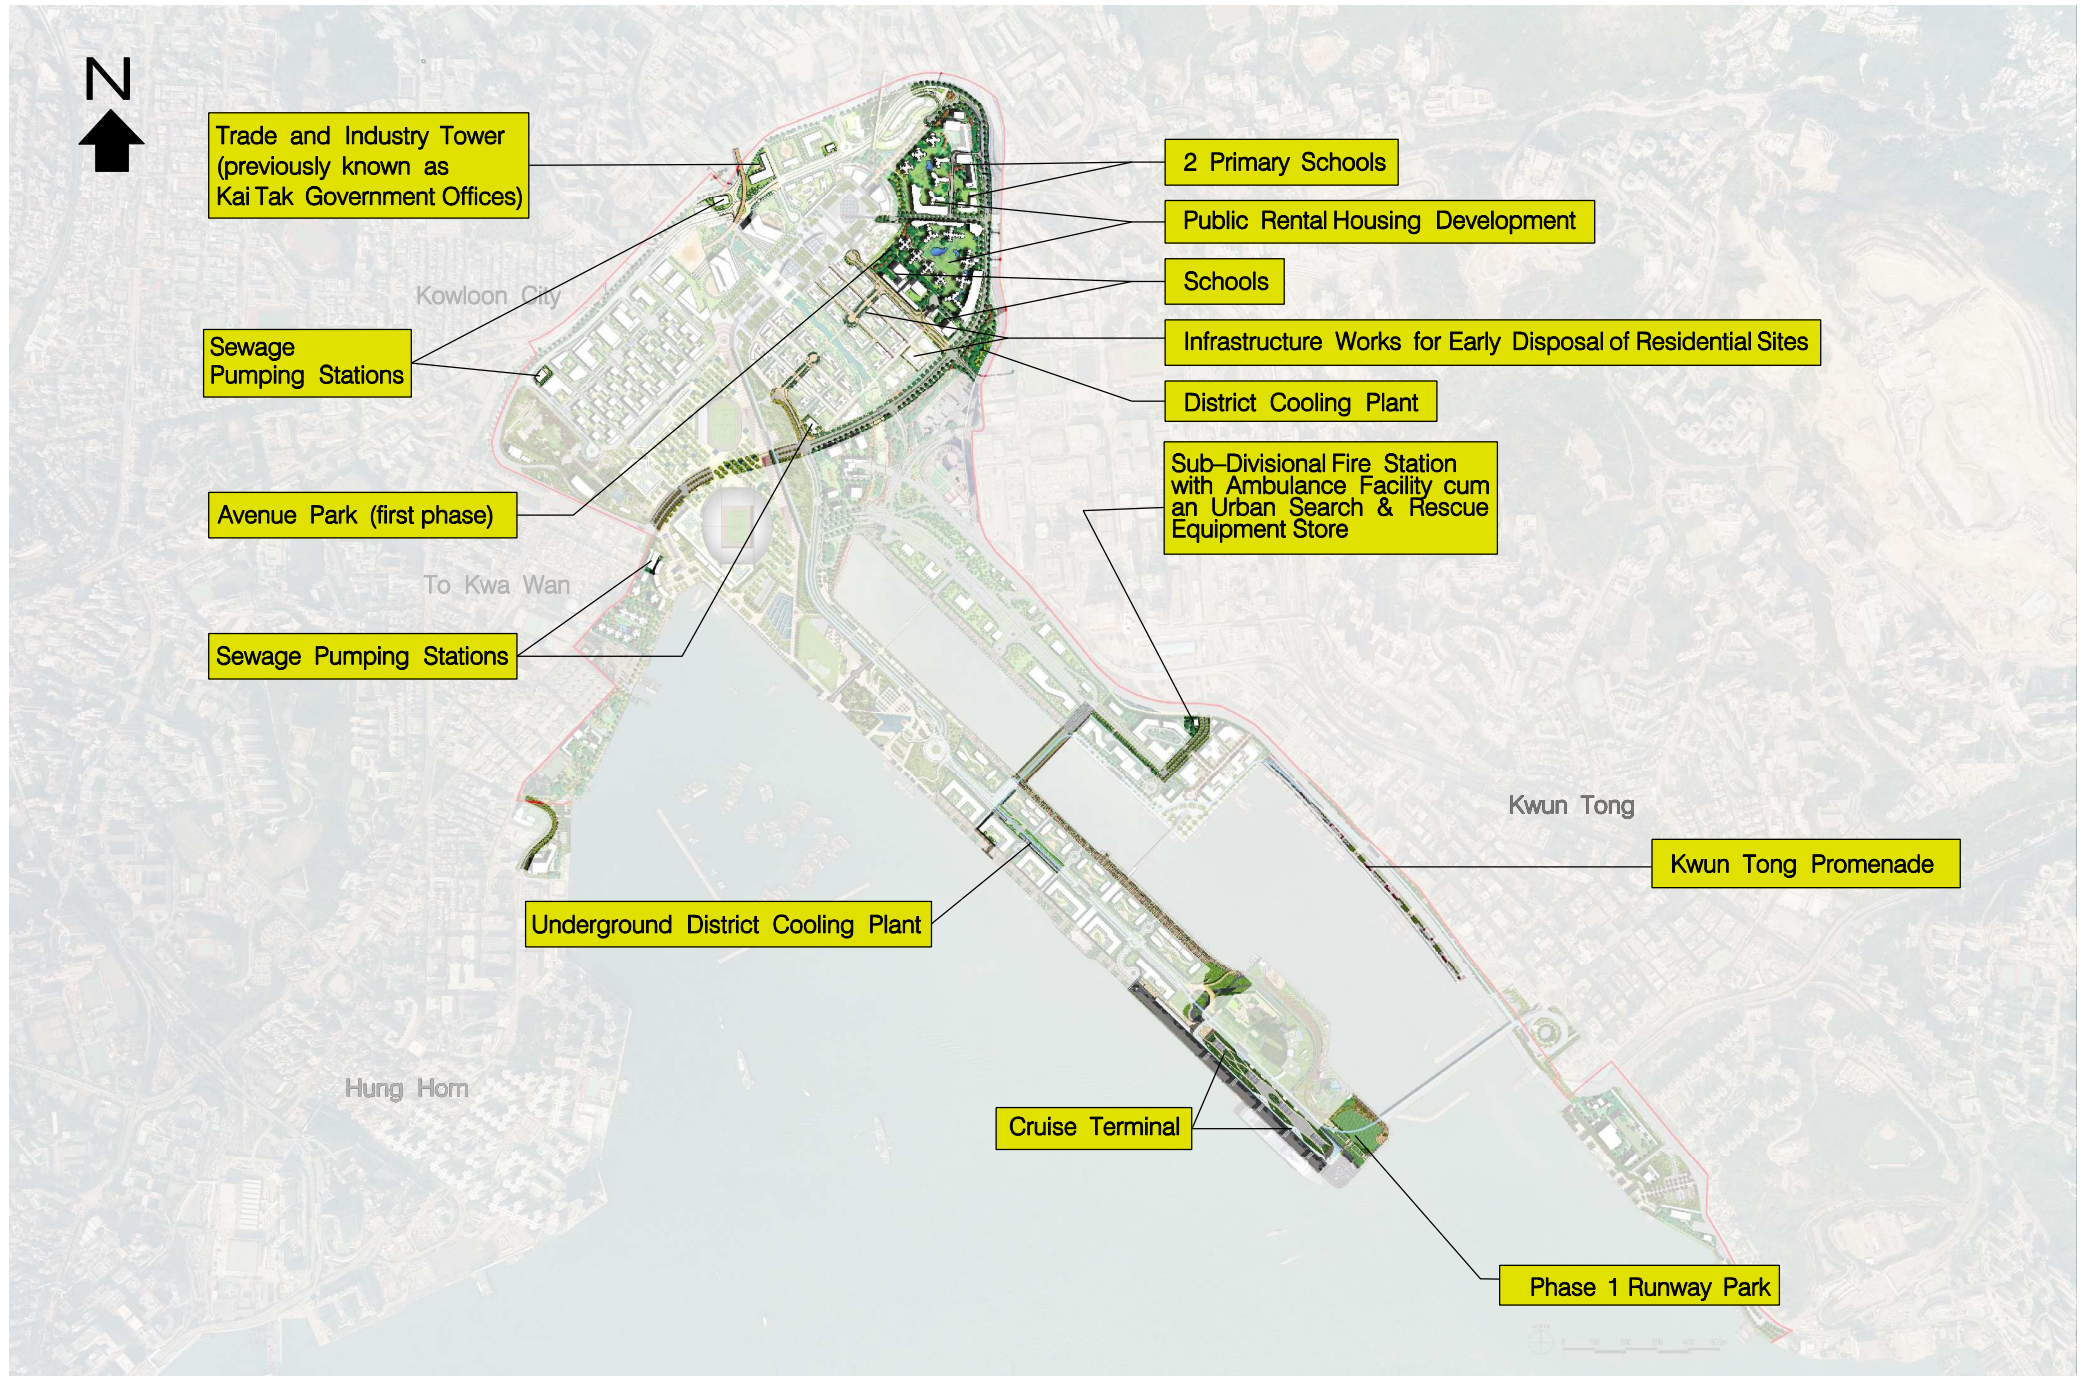 N
Trade and Industry Tower
(previously known as
Kai Tak Government Offices)
2 Primary Schools
Public Rental Housing Development
Schools
Kowloon City
Infrastructure Works for Early Disposal of Residential Sites
Sewage
Pumping Stations
District Cooling Plant
Sub-Divisional Fire Station
with Ambulance Facility cum
an Urban Search & Rescue
Equipment Store
Avenue Park (first phase)
To Kwa Wan
Sewage Pumping Stations
Kwun Tong
Kwun Tong Promenade
Underground District Cooling Plant
Hung Hom
Cruise Terminal
Phase 1 Runway Park